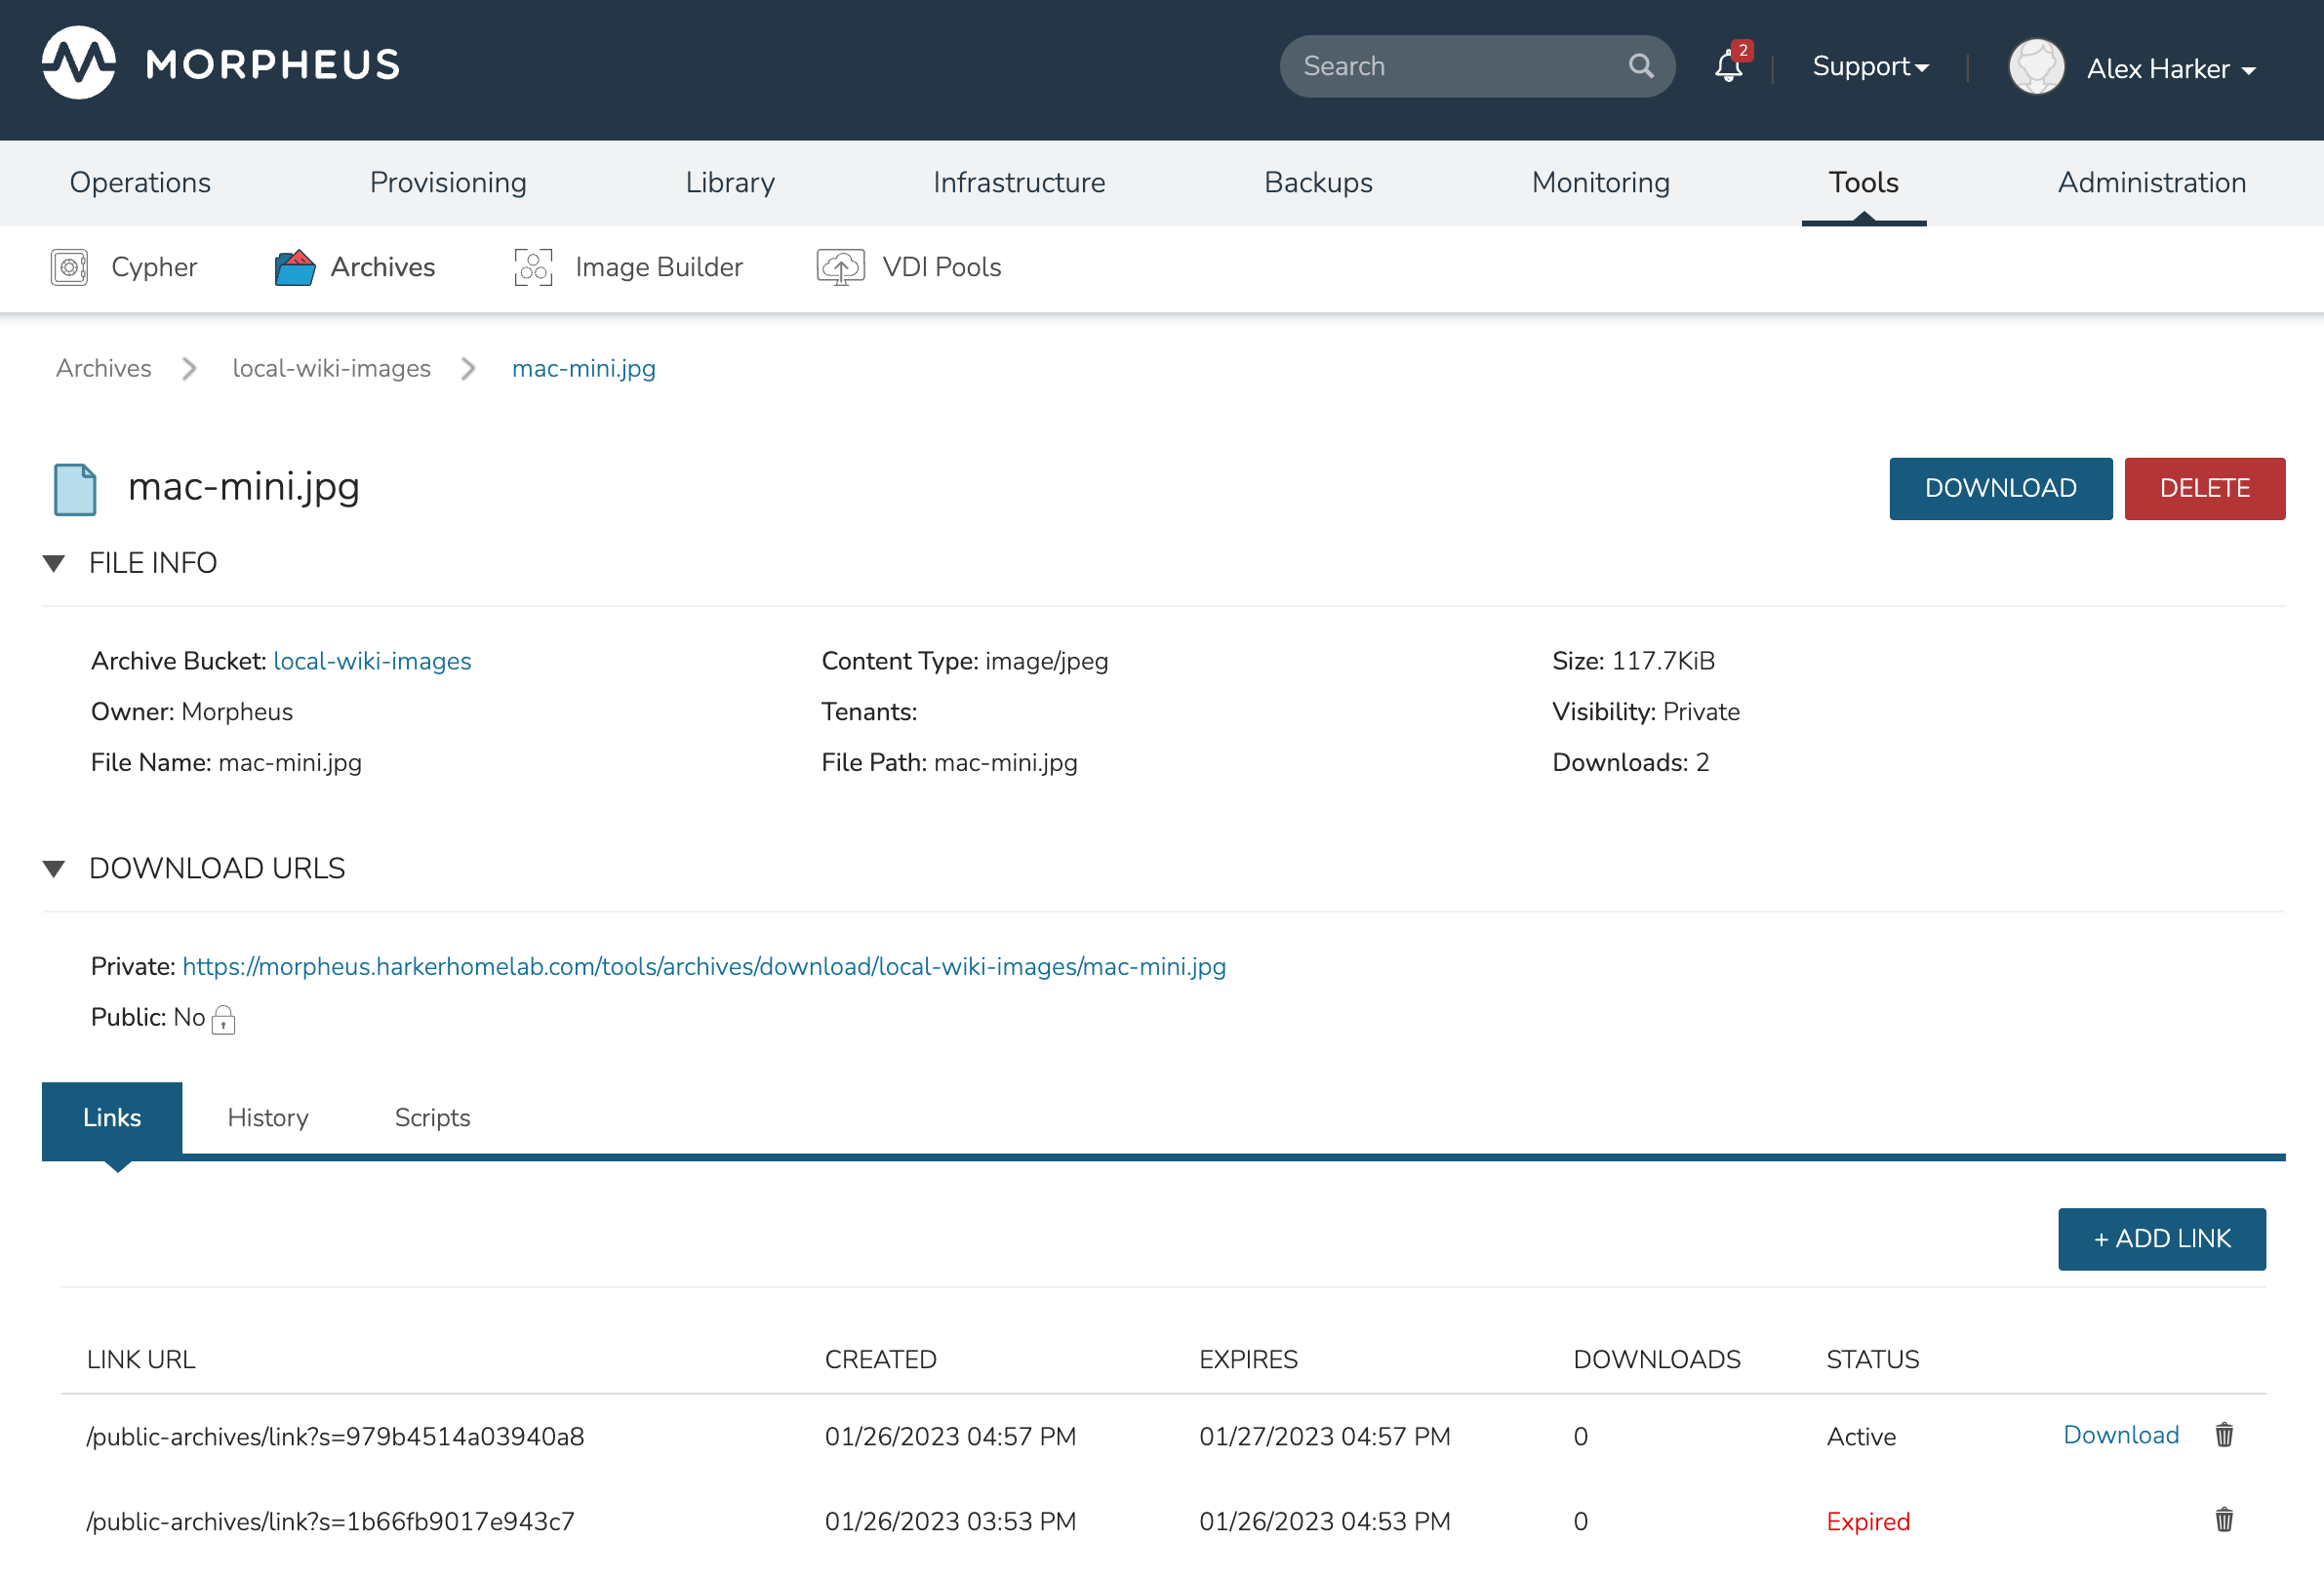 MORPHEUS
Search
2
Support
Alex Harker
Operations Provisioning Library Infrastructure Backups Monitoring Tools Administration
Cypher Archives Image Builder VDI Pools
Archives local-wiki-images mac-mini.jpg
mac-mini.jpg
DOWNLOAD DELETE
FILE INFO
Archive Bucket: local-wiki-images Content Type: image/jpeg Size: 117.7KiB
Owner: Morpheus Tenants: Visibility: Private
File Name: mac-mini.jpg File Path: mac-mini.jpg Downloads: 2
DOWNLOAD URLS
Private: https://morpheus.harkerhomelab.com/tools/archives/download/local-wiki-images/mac-mini.jpg
Public: No
Links History Scripts
+ ADD LINK
LINK URL CREATED EXPIRES DOWNLOADS STATUS
/public-archives/link?s=979b4514a03940a8 01/26/2023 04:57 PM 01/27/2023 04:57 PM 0 Active Download
/public-archives/link?s=1b66fb9017e943c7 01/26/2023 03:53 PM 01/26/2023 04:53 PM 0 Expired